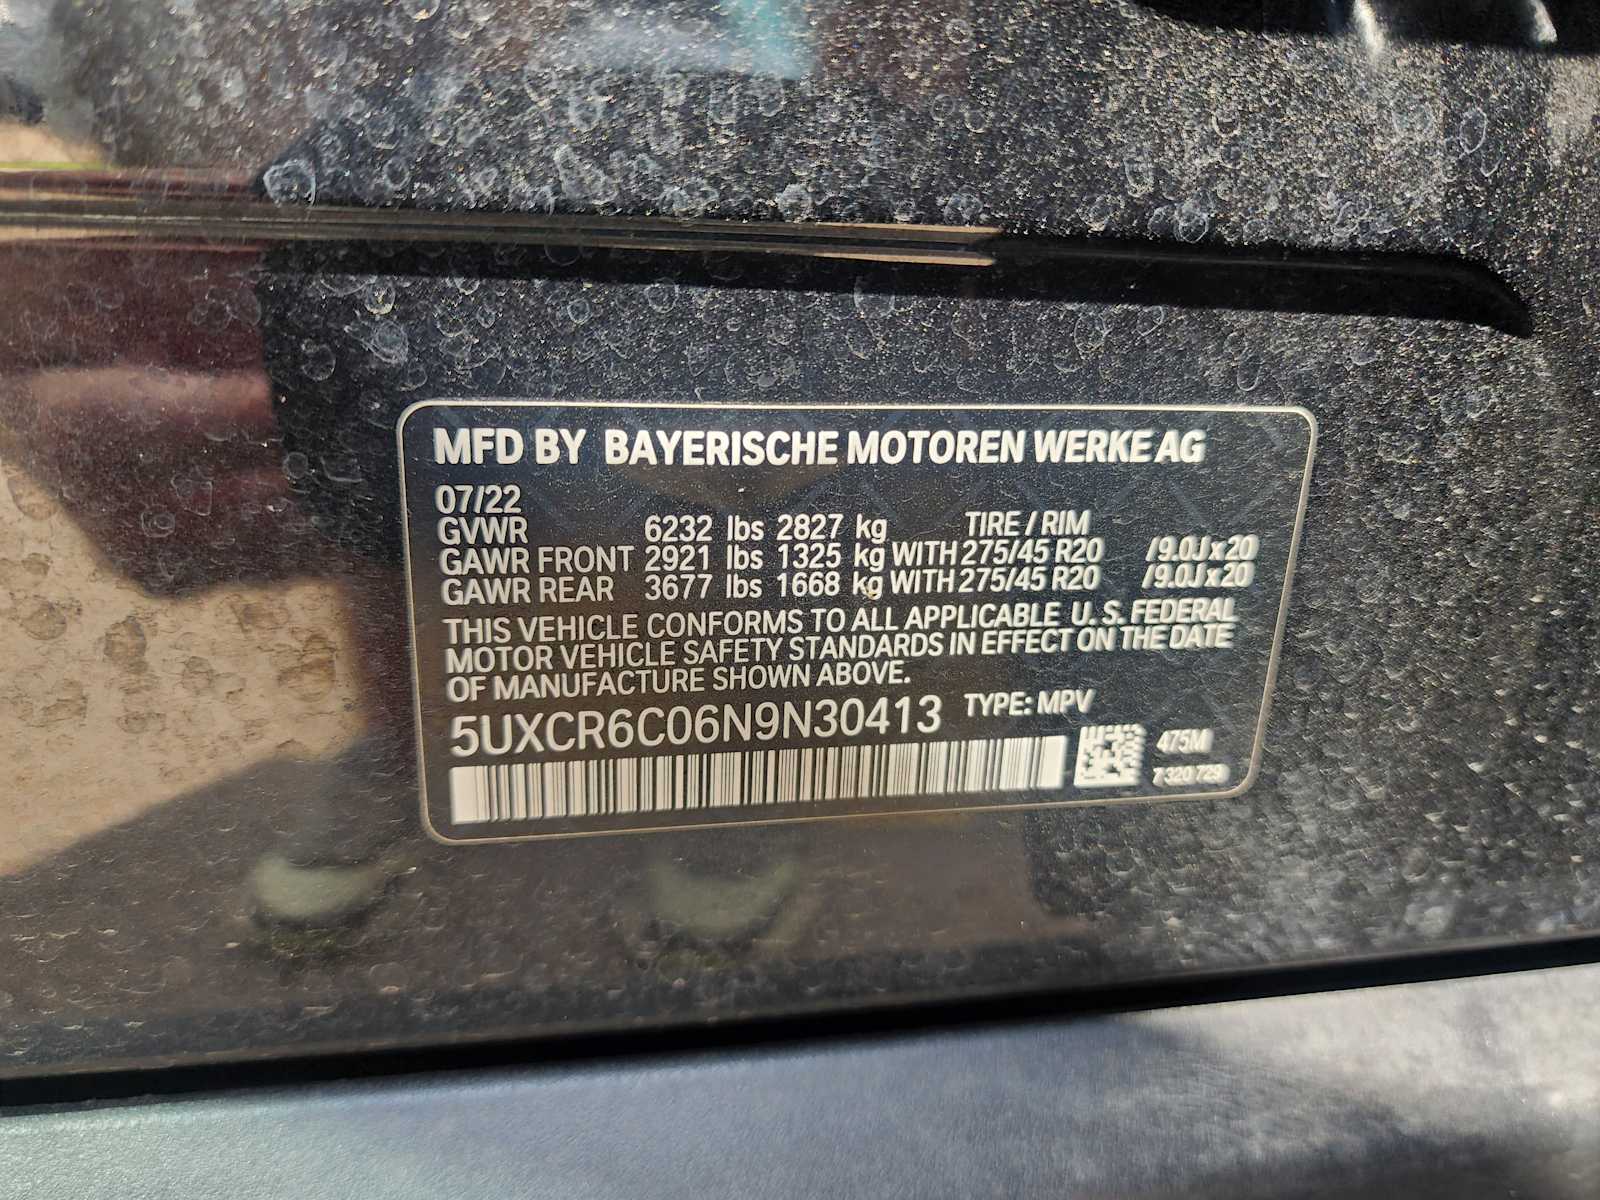 MFD BY BAYERISCHE MOTOREN WERKE AG
07/22
GVWR 6232 lbs 2827 kg TIRE / RIM
GAWR FRONT 2921 lbs 1325 kg WITH 275/45 R20 / 9.0J x 20
GAWR REAR 3677 lbs 1668 kg WITH 275/45 R20 / 9.0J x 20
THIS VEHICLE CONFORMS TO ALL APPLICABLE U. S. FEDERAL
MOTOR VEHICLE SAFETY STANDARDS IN EFFECT ON THE DATE
OF MANUFACTURE SHOWN ABOVE.
5UXCR6C06N9N30413 TYPE: MPV
475M
7 320 729